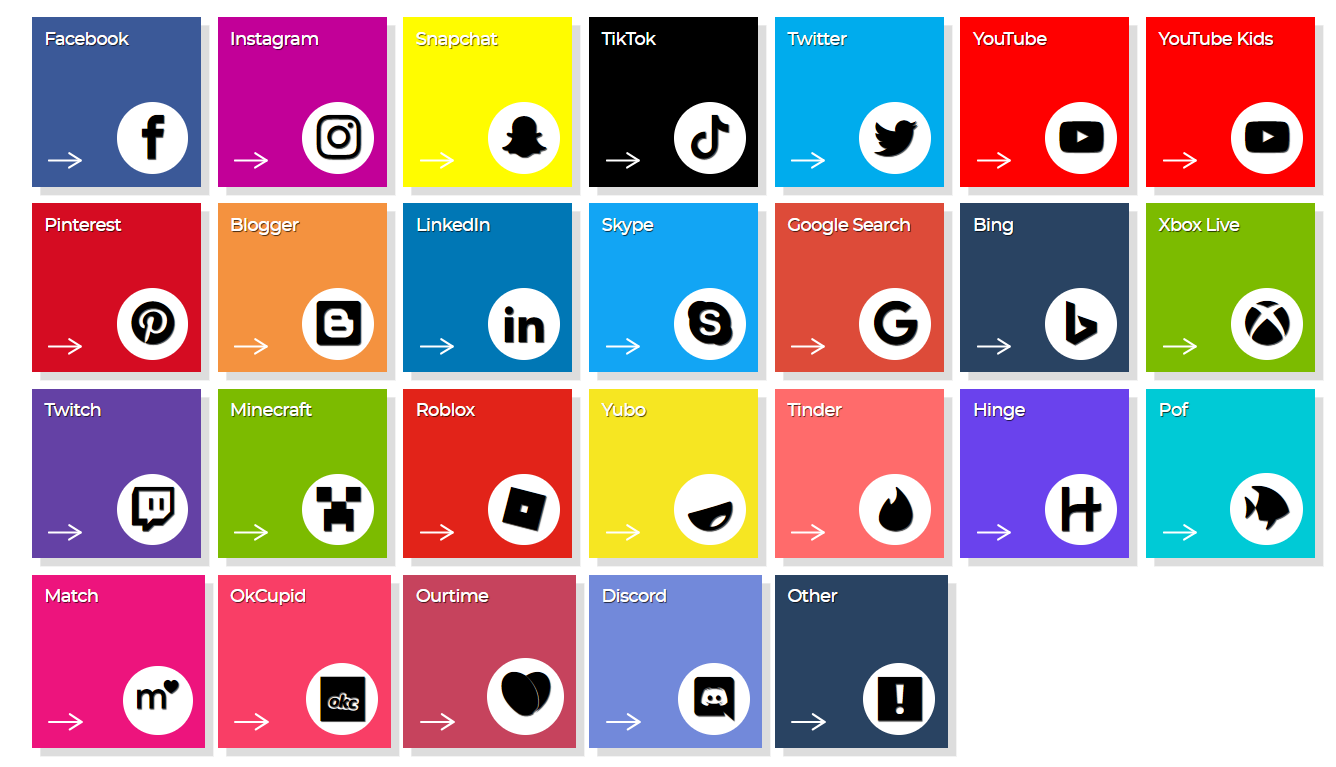 Facebook
Instagram
Snapchat
TikTok
Twitter
YouTube
YouTube Kids
Pinterest
Blogger
LinkedIn
in
Skype
S
Google Search
G
Bing
Xbox Live
Twitch
Minecraft
Roblox
Yubo
Tinder
Hinge
H
Pof
Match
m
OkCupid
okc
Ourtime
Discord
Other
!